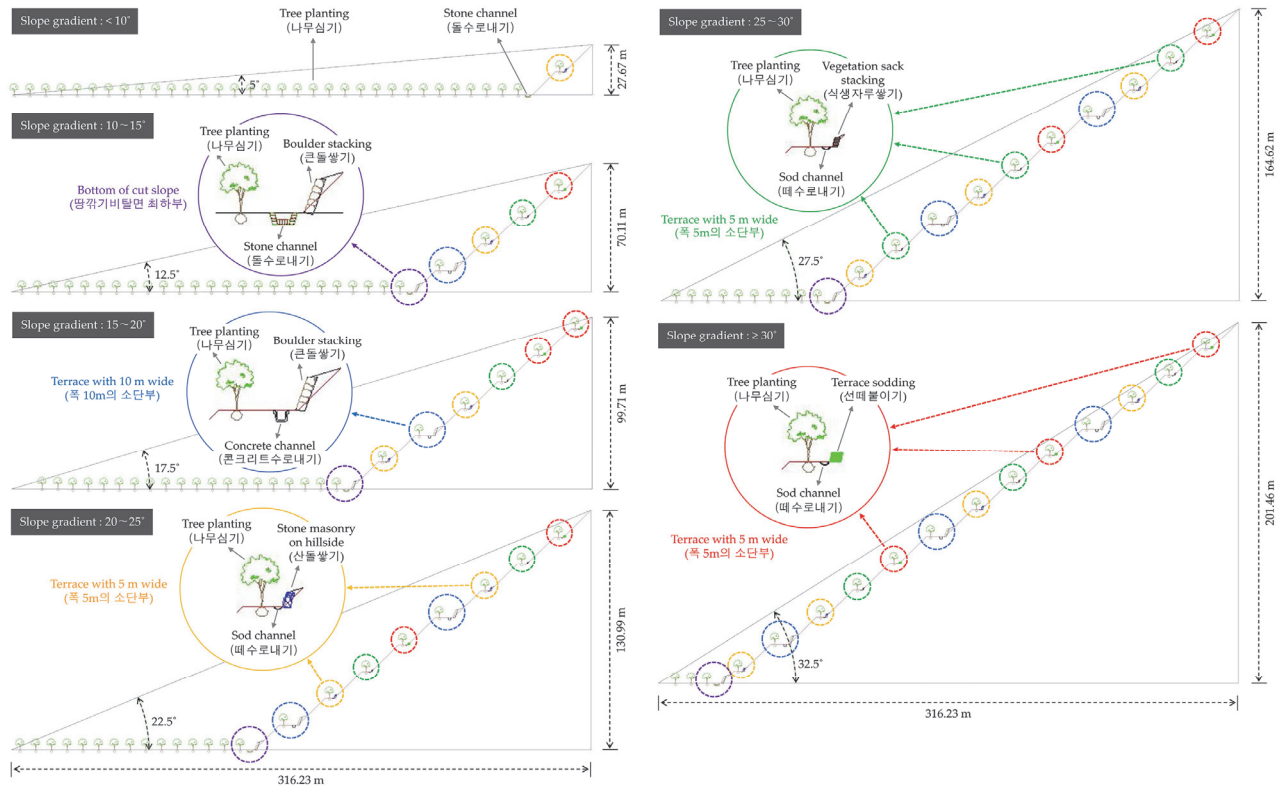 Slope gradient : < 10˚
Tree planting
(나무심기)
Stone channel
(돌수로내기)
5˚
27.67 m
Slope gradient : 10~15˚
Tree planting
(나무심기)
Boulder stacking
(큰돌쌓기)
Bottom of cut slope
(땅깎기비탈면 최하부)
Stone channel
(돌수로내기)
12.5˚
70.11 m
Slope gradient : 15~20˚
Tree planting
(나무심기)
Boulder stacking
(큰돌쌓기)
Terrace with 10 m wide
(폭 10m의 소단부)
Concrete channel
(콘크리트수로내기)
17.5˚
99.71 m
Slope gradient : 20~25˚
Tree planting
(나무심기)
Stone masonry
on hillside
(산돌쌓기)
Terrace with 5 m wide
(폭 5m의 소단부)
Sod channel
(떼수로내기)
22.5˚
130.99 m
316.23 m
Slope gradient : 25~30˚
Tree planting
(나무심기)
Vegetation sack
stacking
(식생자루쌓기)
Sod channel
(떼수로내기)
Terrace with 5 m wide
(폭 5m의 소단부)
27.5˚
164.62 m
Slope gradient : ≥ 30˚
Tree planting
(나무심기)
Terrace sodding
(선떼붙이기)
Sod channel
(떼수로내기)
Terrace with 5 m wide
(폭 5m의 소단부)
32.5˚
201.46 m
316.23 m